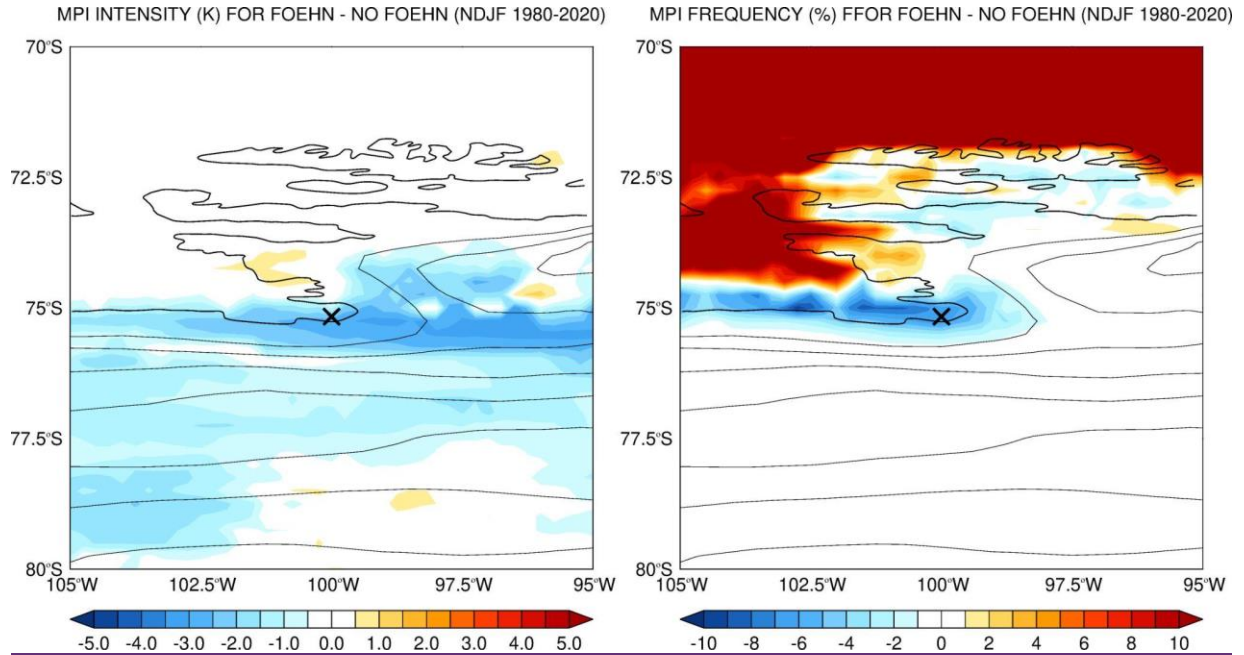 MPI INTENSITY (K) FOR FOEHN - NO FOEHN (NDJF 1980-2020)
70°S
72.5°S
75°S
77.5°S
80°S
105°W 102.5°W 100°W 97.5°W 95°W
-5.0 -4.0 -3.0 -2.0 -1.0 0.0 1.0 2.0 3.0 4.0 5.0
MPI FREQUENCY (%) FFOR FOEHN - NO FOEHN (NDJF 1980-2020)
70°S
72.5°S
75°S
77.5°S
80°S
105°W 102.5°W 100°W 97.5°W 95°W
-10 -8 -6 -4 -2 0 2 4 6 8 10